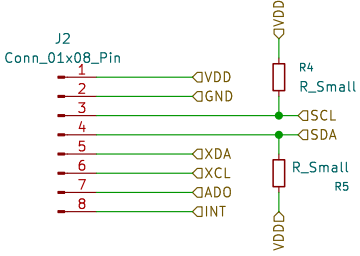 VDD
J2
Conn_01x08_Pin
R4
R_Small
1 VDD
2 GND
3 SCL
4 SDA
5 XDA
6 XCL
7 ADO
8 INT
R_Small
R5
VDD